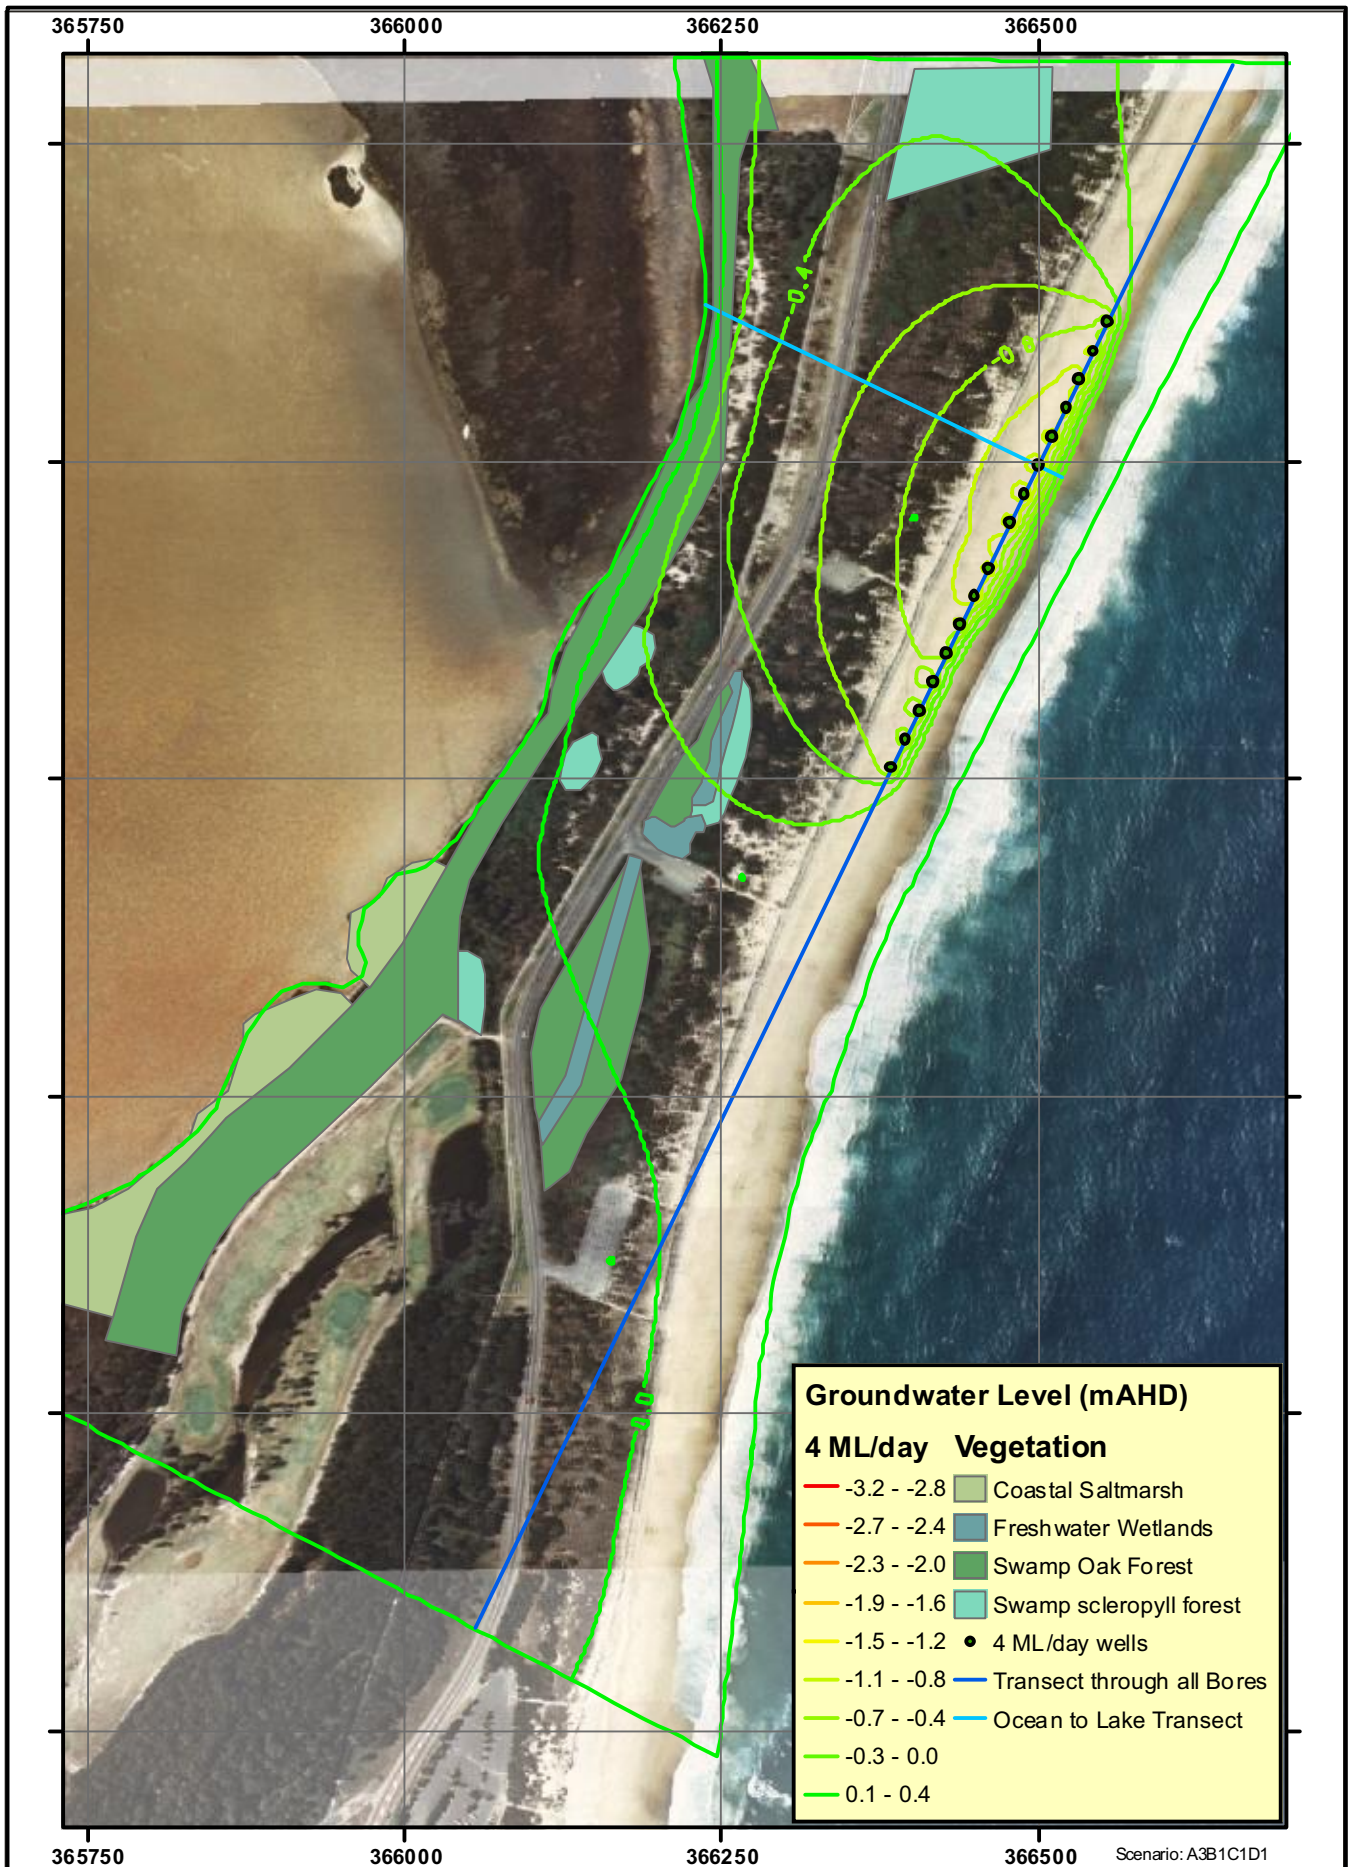 365750 366000 366250 366500
-0.4
-0.8
-0.0
Groundwater Level (mAHD)
4 ML/day Vegetation
-3.2 - -2.8 Coastal Saltmarsh
-2.7 - -2.4 Freshwater Wetlands
-2.3 - -2.0 Swamp Oak Forest
-1.9 - -1.6 Swamp scleropyll forest
-1.5 - -1.2 4 ML/day wells
-1.1 - -0.8 Transect through all Bores
-0.7 - -0.4 Ocean to Lake Transect
-0.3 - 0.0
0.1 - 0.4
365750 366000 366250 366500 Scenario: A3B1C1D1